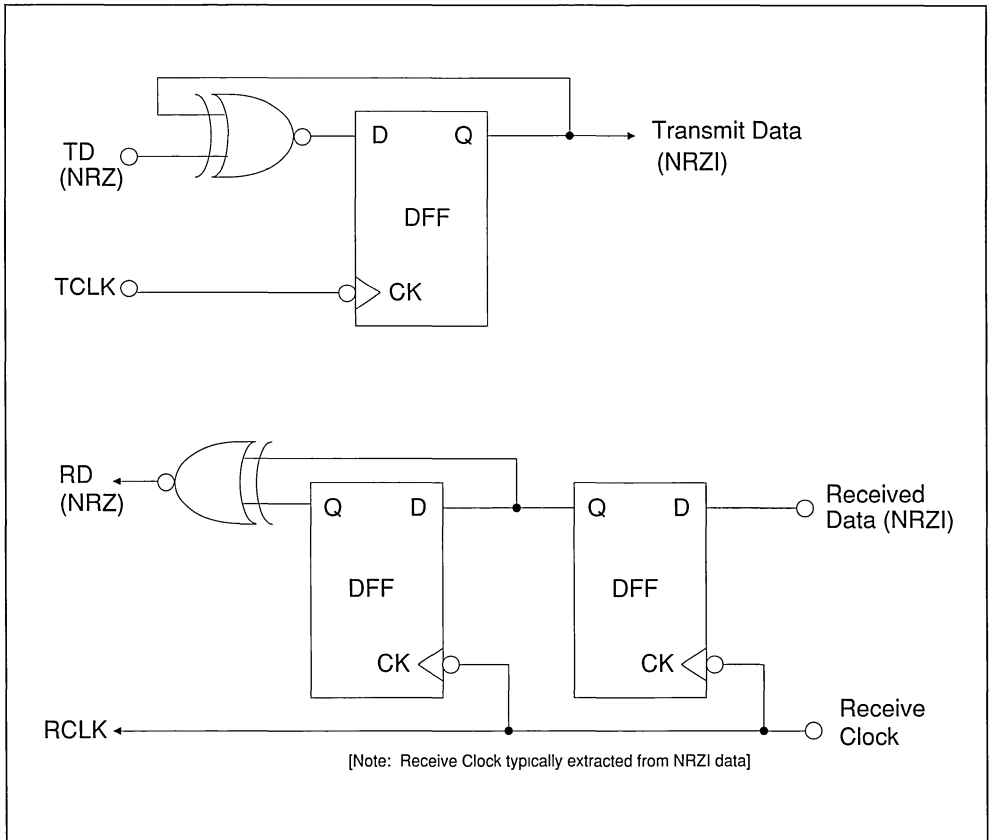 TD
(NRZ)
D
Q
Transmit Data
(NRZI)
DFF
TCLK
CK
RD
(NRZ)
Q
D
Q
D
Received
Data (NRZI)
DFF
DFF
CK
CK
RCLK
Receive
Clock
[Note: Receive Clock typically extracted from NRZI data]